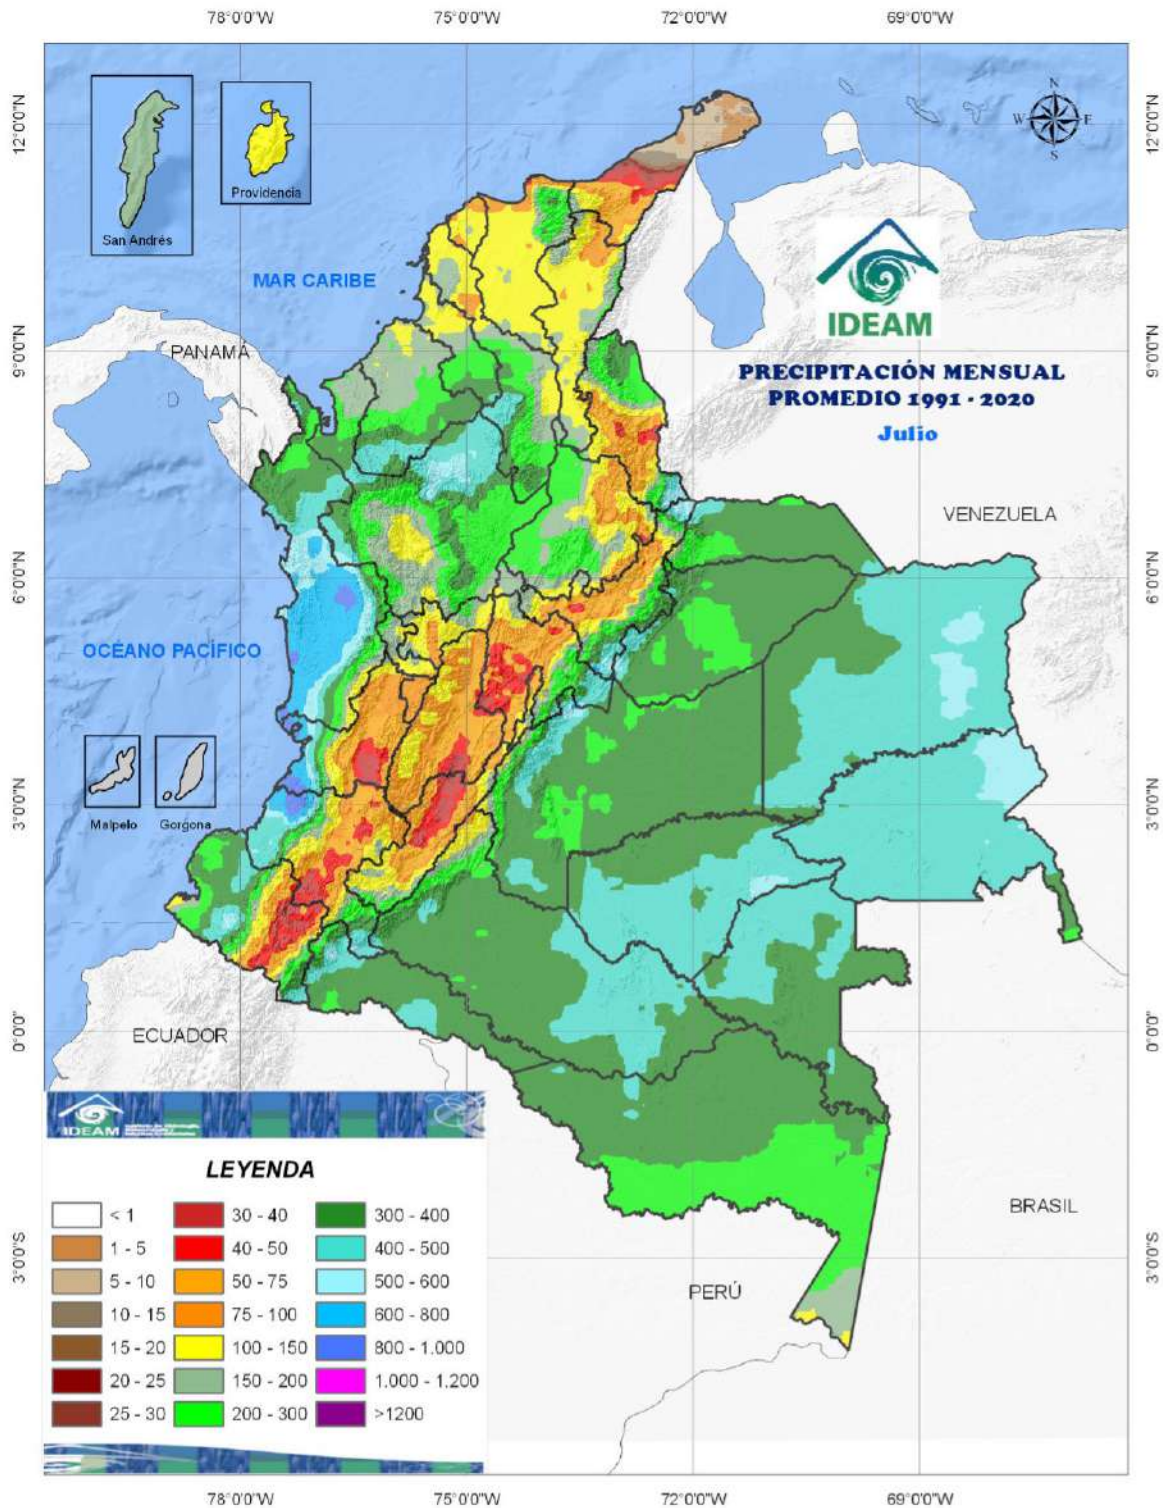 78°0'0"W 75°0'0"W 72°0'0"W 69°0'0"W
12°0'0"N
12°0'0"N
N
W E
S
San Andrés
Providencia
MAR CARIBE
IDEAM
9°0'0"N
9°0'0"N
PANAMÁ
PRECIPITACIÓN MENSUAL
PROMEDIO 1991 - 2020
Julio
VENEZUELA
6°0'0"N
6°0'0"N
OCÉANO PACÍFICO
Malpelo
Gorgona
3°0'0"N
3°0'0"N
ECUADOR
0°0'0"
0°0'0"
IDEAM
LEYENDA
< 1
1 - 5
5 - 10
10 - 15
15 - 20
20 - 25
25 - 30
30 - 40
40 - 50
50 - 75
75 - 100
100 - 150
150 - 200
200 - 300
300 - 400
400 - 500
500 - 600
600 - 800
800 - 1.000
1.000 - 1.200
>1200
BRASIL
PERÚ
3°0'0"S
3°0'0"S
78°0'0"W 75°0'0"W 72°0'0"W 69°0'0"W